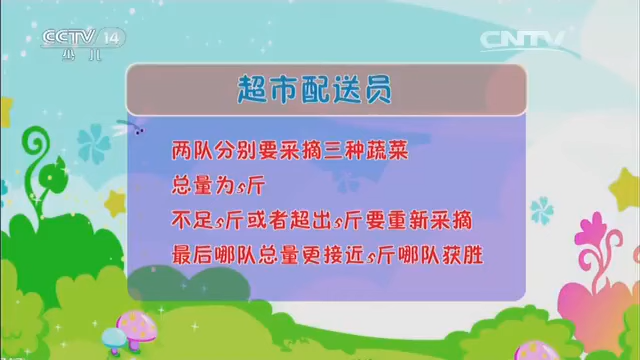 CCTV 14
少儿
CNTV
超市配送员
两队分别要采摘三种蔬菜
总量为5斤
不足5斤或者超出5斤要重新采摘
最后哪队总量更接近5斤哪队获胜